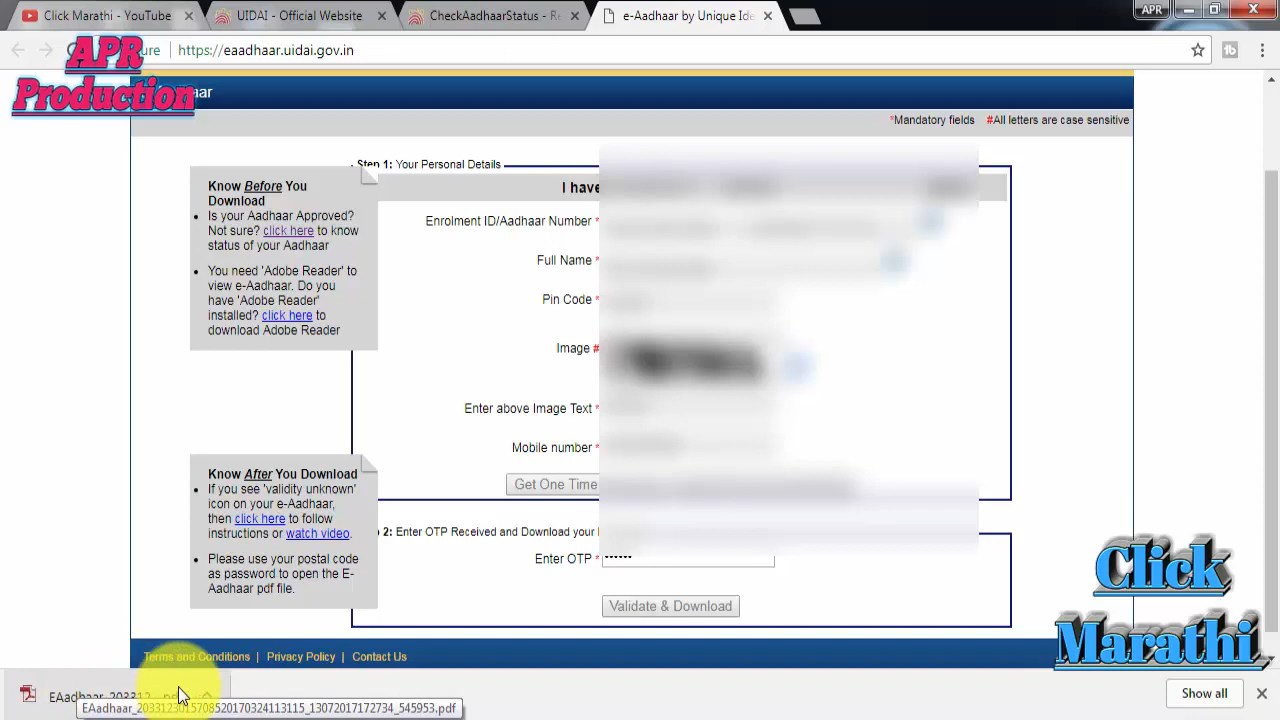 Click Marathi - YouTube
UIDAI - Official Website
CheckAadhaarStatus - Re
e-Aadhaar by Unique Ide
APR
https://eaadhaar.uidai.gov.in
APR
Production
*Mandatory fields #All letters are case sensitive
Step 1: Your Personal Details
Know Before You
Download
Is your Aadhaar Approved?
Not sure? click here to know
status of your Aadhaar
You need 'Adobe Reader' to
view e-Aadhaar. Do you
have 'Adobe Reader'
installed? click here to
download Adobe Reader
I have
Enrolment ID/Aadhaar Number *
Full Name *
Pin Code *
Image #
Enter above Image Text *
Mobile number *
Get One Time
Know After You Download
If you see 'validity unknown'
icon on your e-Aadhaar,
then click here to follow
instructions or watch video.
Please use your postal code
as password to open the E-
Aadhaar pdf file.
2: Enter OTP Received and Download your
Enter OTP *
Validate & Download
Click
Marathi
Terms and Conditions | Privacy Policy | Contact Us
EAadhaar_203312
EAadhaar_2033123015708520170324113115_13072017172734_545953.pdf
Show all